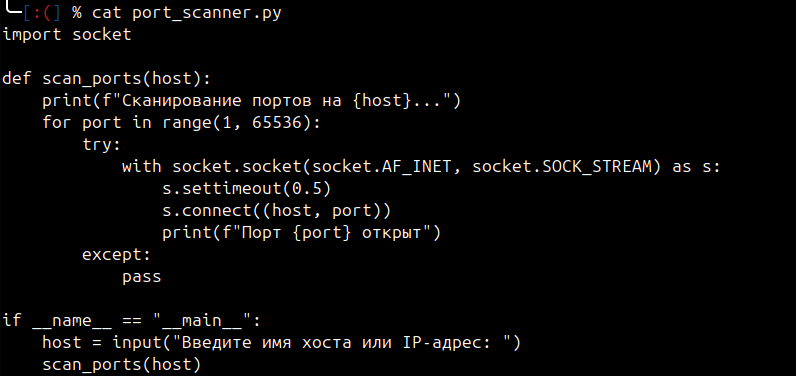 ╰─[:(] % cat port_scanner.py
import socket

def scan_ports(host):
    print(f"Сканирование портов на {host}...")
    for port in range(1, 65536):
        try:
            with socket.socket(socket.AF_INET, socket.SOCK_STREAM) as s:
                s.settimeout(0.5)
                s.connect((host, port))
                print(f"Порт {port} открыт")
        except:
            pass

if __name__ == "__main__":
    host = input("Введите имя хоста или IP-адрес: ")
    scan_ports(host)